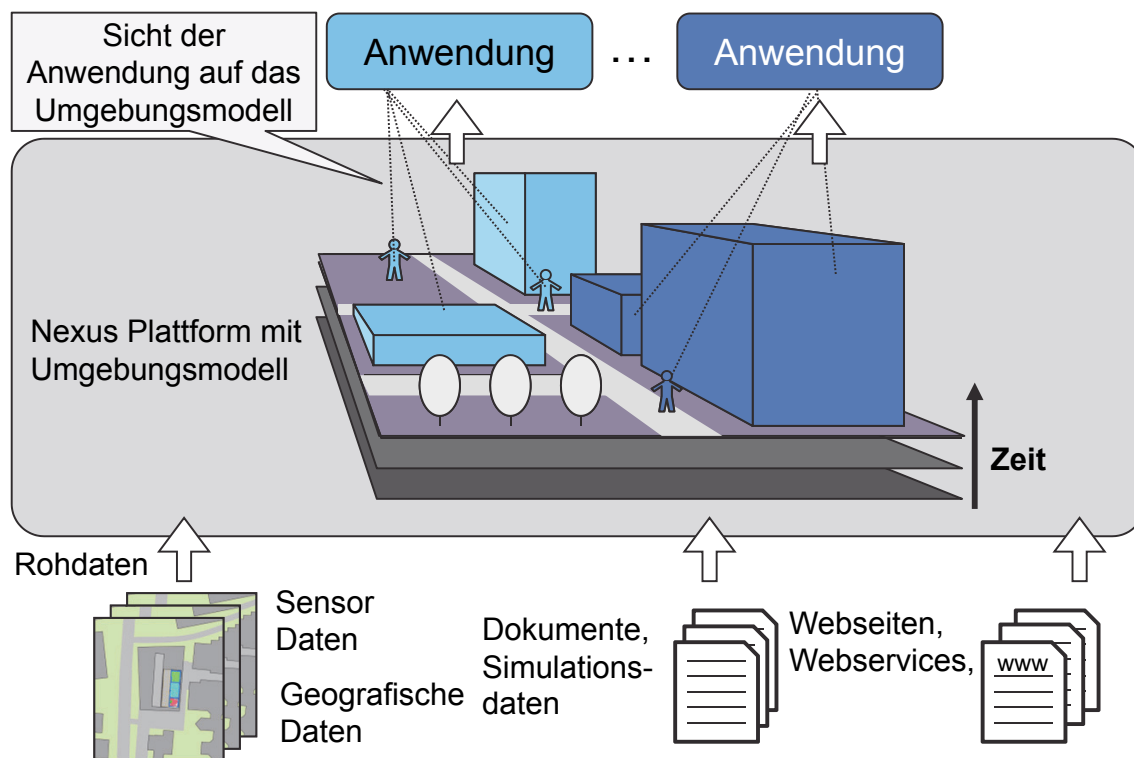 Sicht der
Anwendung auf das
Umgebungsmodell
Anwendung
...
Anwendung
Nexus Plattform mit
Umgebungsmodell
Zeit
Rohdaten
Sensor
Daten
Geografische
Daten
Dokumente,
Simulations-
daten
Webseiten,
Webservices,
www